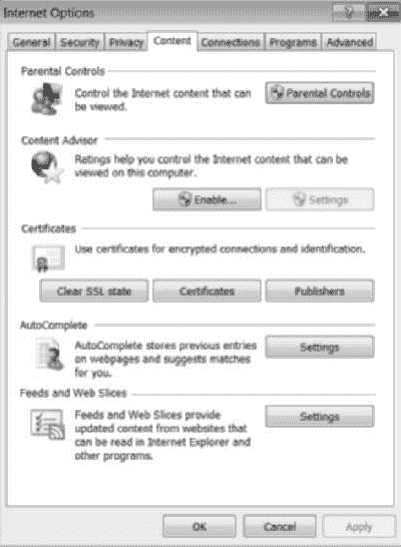 Internet Options
General Security Privacy Content Connections Programs Advanced
Parental Controls
Control the Internet content that can
be viewed.
Parental Controls
Content Advisor
Ratings help you control the Internet content that can be
viewed on this computer.
Enable... Settings
Certificates
Use certificates for encrypted connections and identification.
Clear SSL state Certificates Publishers
AutoComplete
AutoComplete stores previous entries
on webpages and suggests matches
for you.
Settings
Feeds and Web Slices
Feeds and Web Slices provide
updated content from websites that
can be read in Internet Explorer and
other programs.
Settings
OK Cancel Apply